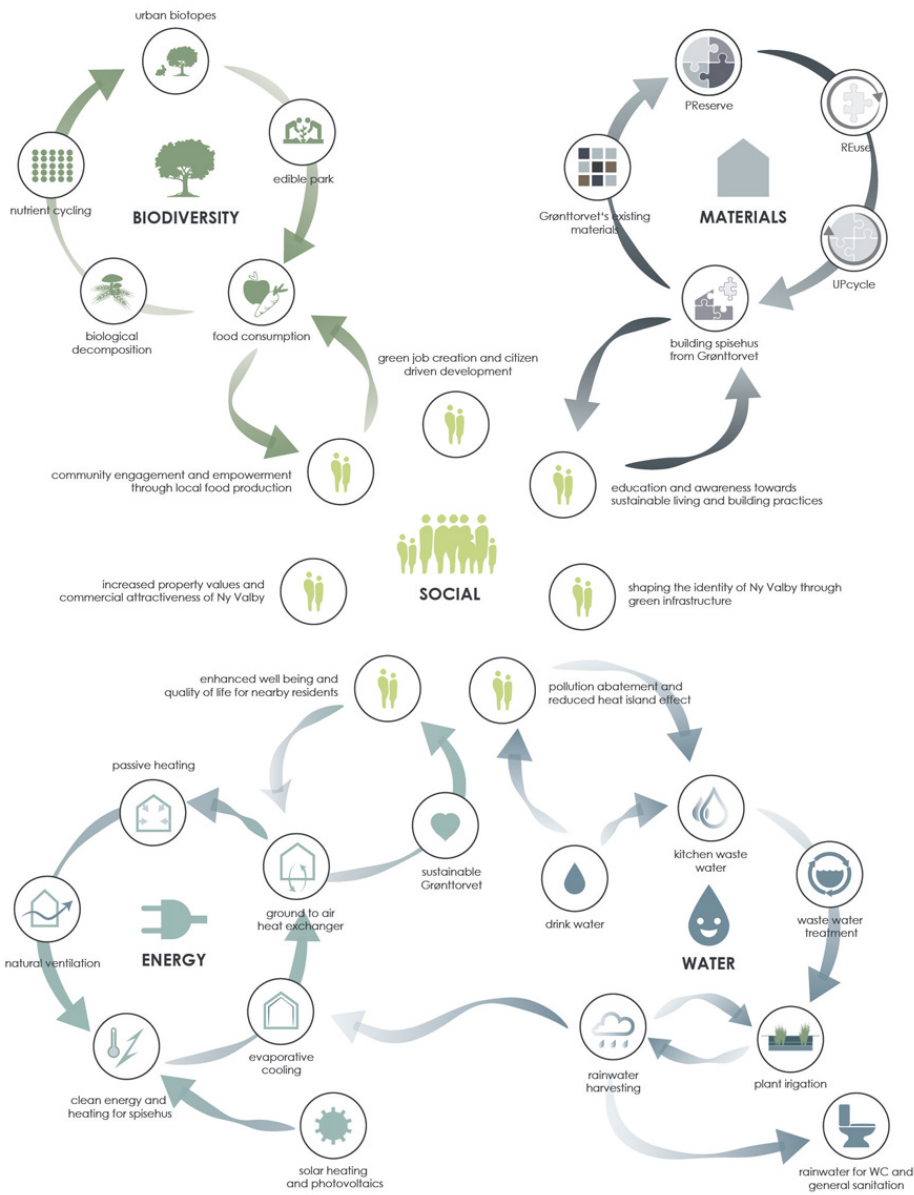 urban biotopes
edible park
nutrient cycling
BIODIVERSITY
biological
decomposition
food consumption
PReserve
REuse
Grønttorvet's existing
materials
MATERIALS
UPcycle
building spisehus
from Grønttorvet
green job creation and citizen
driven development
community engagement and empowerment
through local food production
education and awareness towards
sustainable living and building practices
SOCIAL
increased property values and
commercial attractiveness of Ny Valby
shaping the identity of Ny Valby through
green infrastructure
enhanced well being and
quality of life for nearby residents
pollution abatement and
reduced heat island effect
passive heating
sustainable
Grønttorvet
ground to air
heat exchanger
natural ventilation
ENERGY
evaporative
cooling
clean energy and
heating for spisehus
solar heating
and photovoltaics
kitchen waste
water
drink water
waste water
treatment
WATER
rainwater
harvesting
plant irigation
rainwater for WC and
general sanitation